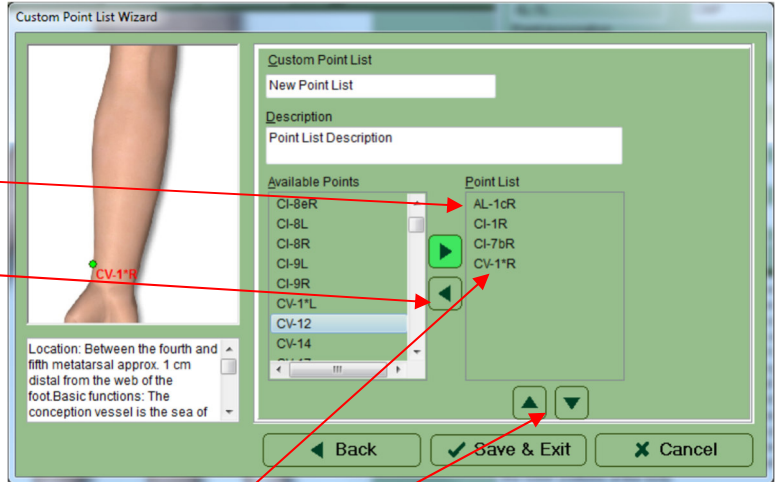 Custom Point List Wizard
CV-1*R
Location: Between the fourth and
fifth metatarsal approx. 1 cm
distal from the web of the
foot.Basic functions: The
conception vessel is the sea of
Custom Point List
New Point List
Description
Point List Description
Available Points
CI-8eR
CI-8L
CI-8R
CI-9L
CI-9R
CV-1*L
CV-12
CV-14
Point List
AL-1cR
CI-1R
CI-7bR
CV-1*R
Back
Save & Exit
Cancel